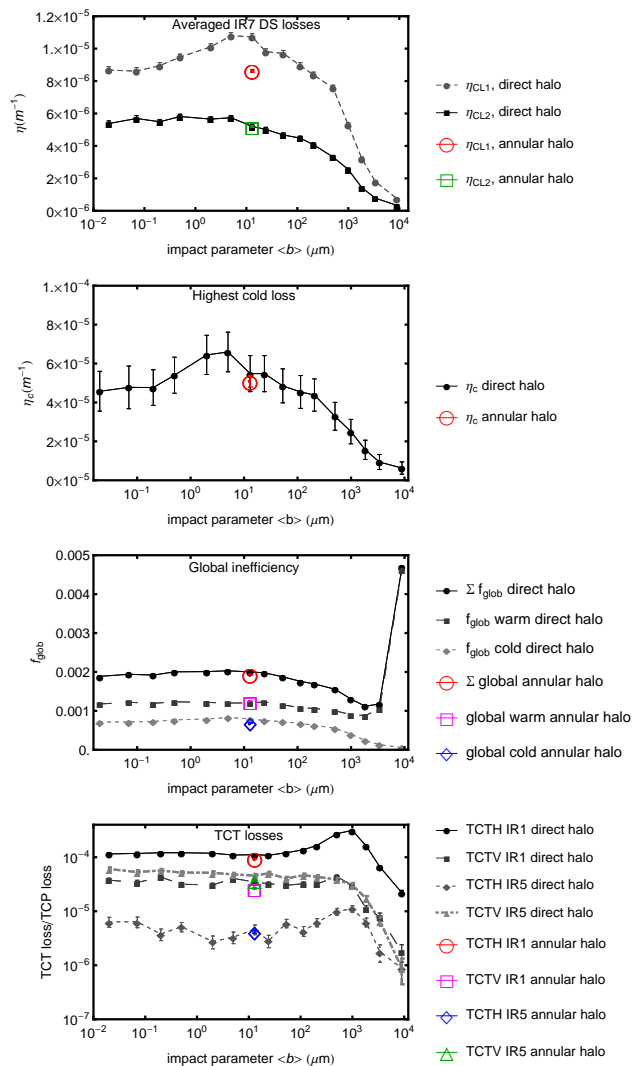 Averaged IR7 DS losses
1.2×10⁻⁵
1.×10⁻⁵
8.×10⁻⁶
6.×10⁻⁶
4.×10⁻⁶
2.×10⁻⁶
0×10⁻⁶
η(m⁻¹)
10⁻² 10⁻¹ 10⁰ 10¹ 10² 10³ 10⁴
impact parameter <b> (μm)
η_CL1, direct halo
η_CL2, direct halo
η_CL1, annular halo
η_CL2, annular halo
Highest cold loss
1.×10⁻⁴
8.×10⁻⁵
6.×10⁻⁵
4.×10⁻⁵
2.×10⁻⁵
0×10⁻⁵
η_c(m⁻¹)
10⁻¹ 10⁰ 10¹ 10² 10³ 10⁴
impact parameter <b> (μm)
η_c direct halo
η_c annular halo
Global inefficiency
0.005
0.004
0.003
0.002
0.001
0.
f_glob
10⁻¹ 10⁰ 10¹ 10² 10³ 10⁴
impact parameter <b> (μm)
Σ f_glob direct halo
f_glob warm direct halo
f_glob cold direct halo
Σ global annular halo
global warm annular halo
global cold annular halo
TCT losses
10⁻⁴
10⁻⁵
10⁻⁶
10⁻⁷
TCT loss/TCP loss
10⁻² 10⁻¹ 10⁰ 10¹ 10² 10³ 10⁴
impact parameter <b> (μm)
TCTH IR1 direct halo
TCTV IR1 direct halo
TCTH IR5 direct halo
TCTV IR5 direct halo
TCTH IR1 annular halo
TCTV IR1 annular halo
TCTH IR5 annular halo
TCTV IR5 annular halo